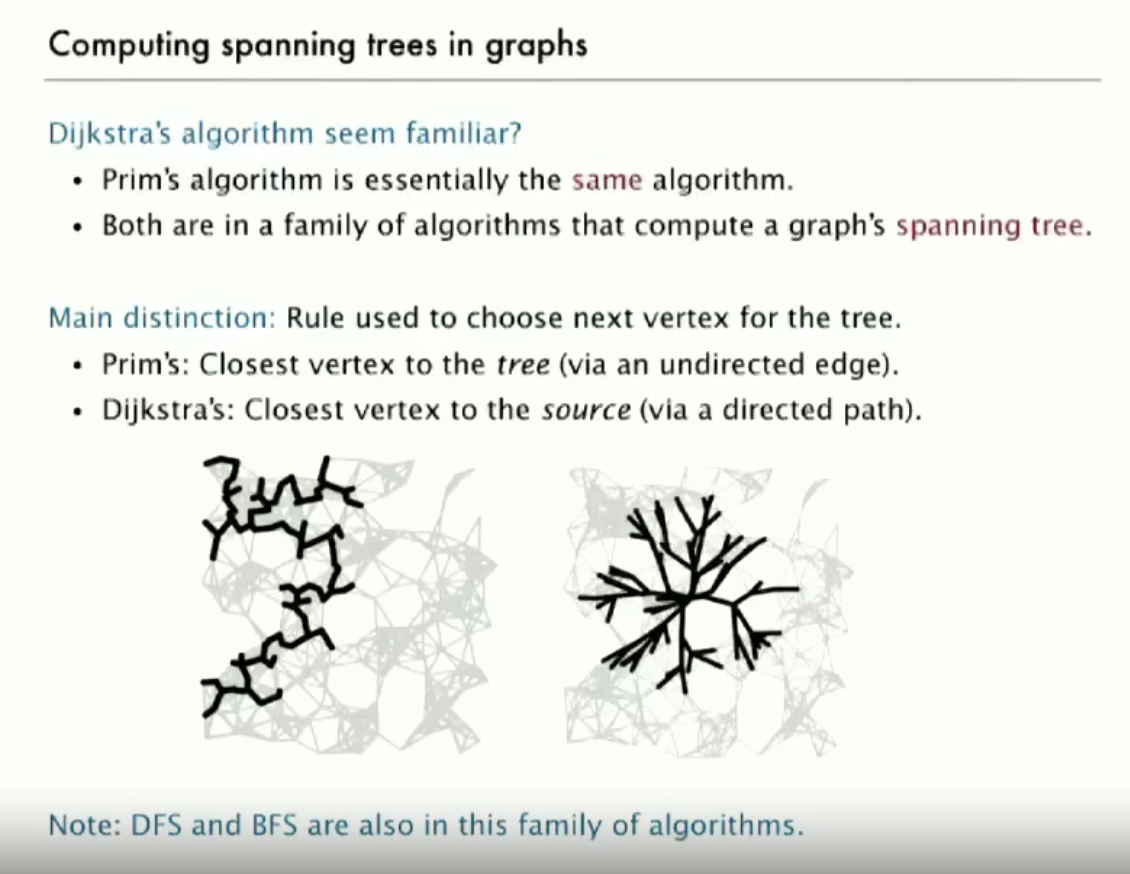 Computing spanning trees in graphs
Dijkstra's algorithm seem familiar?
• Prim's algorithm is essentially the same algorithm.
• Both are in a family of algorithms that compute a graph's spanning tree.
Main distinction: Rule used to choose next vertex for the tree.
• Prim's: Closest vertex to the tree (via an undirected edge).
• Dijkstra's: Closest vertex to the source (via a directed path).
Note: DFS and BFS are also in this family of algorithms.